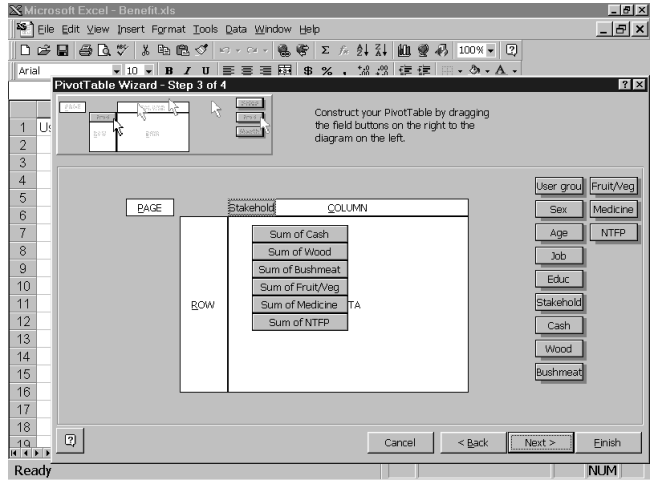 Microsoft Excel - Benefit.xls
File Edit View Insert Format Tools Data Window Help
100%
Arial 10 B I U $ % ,
PivotTable Wizard - Step 3 of 4
Construct your PivotTable by dragging
the field buttons on the right to the
diagram on the left.
PAGE
ROW
1 Us
2
3
4
5
6
7
8
9
10
11
12
13
14
15
16
17
18
19
PAGE Stakehold COLUMN
Sum of Cash
Sum of Wood
Sum of Bushmeat
Sum of Fruit/Veg
ROW Sum of Medicine TA
Sum of NTFP
User grou Fruit/Veg
Sex Medicine
Age NTFP
Job
Educ
Stakehold
Cash
Wood
Bushmeat
Cancel < Back Next > Finish
Ready NUM